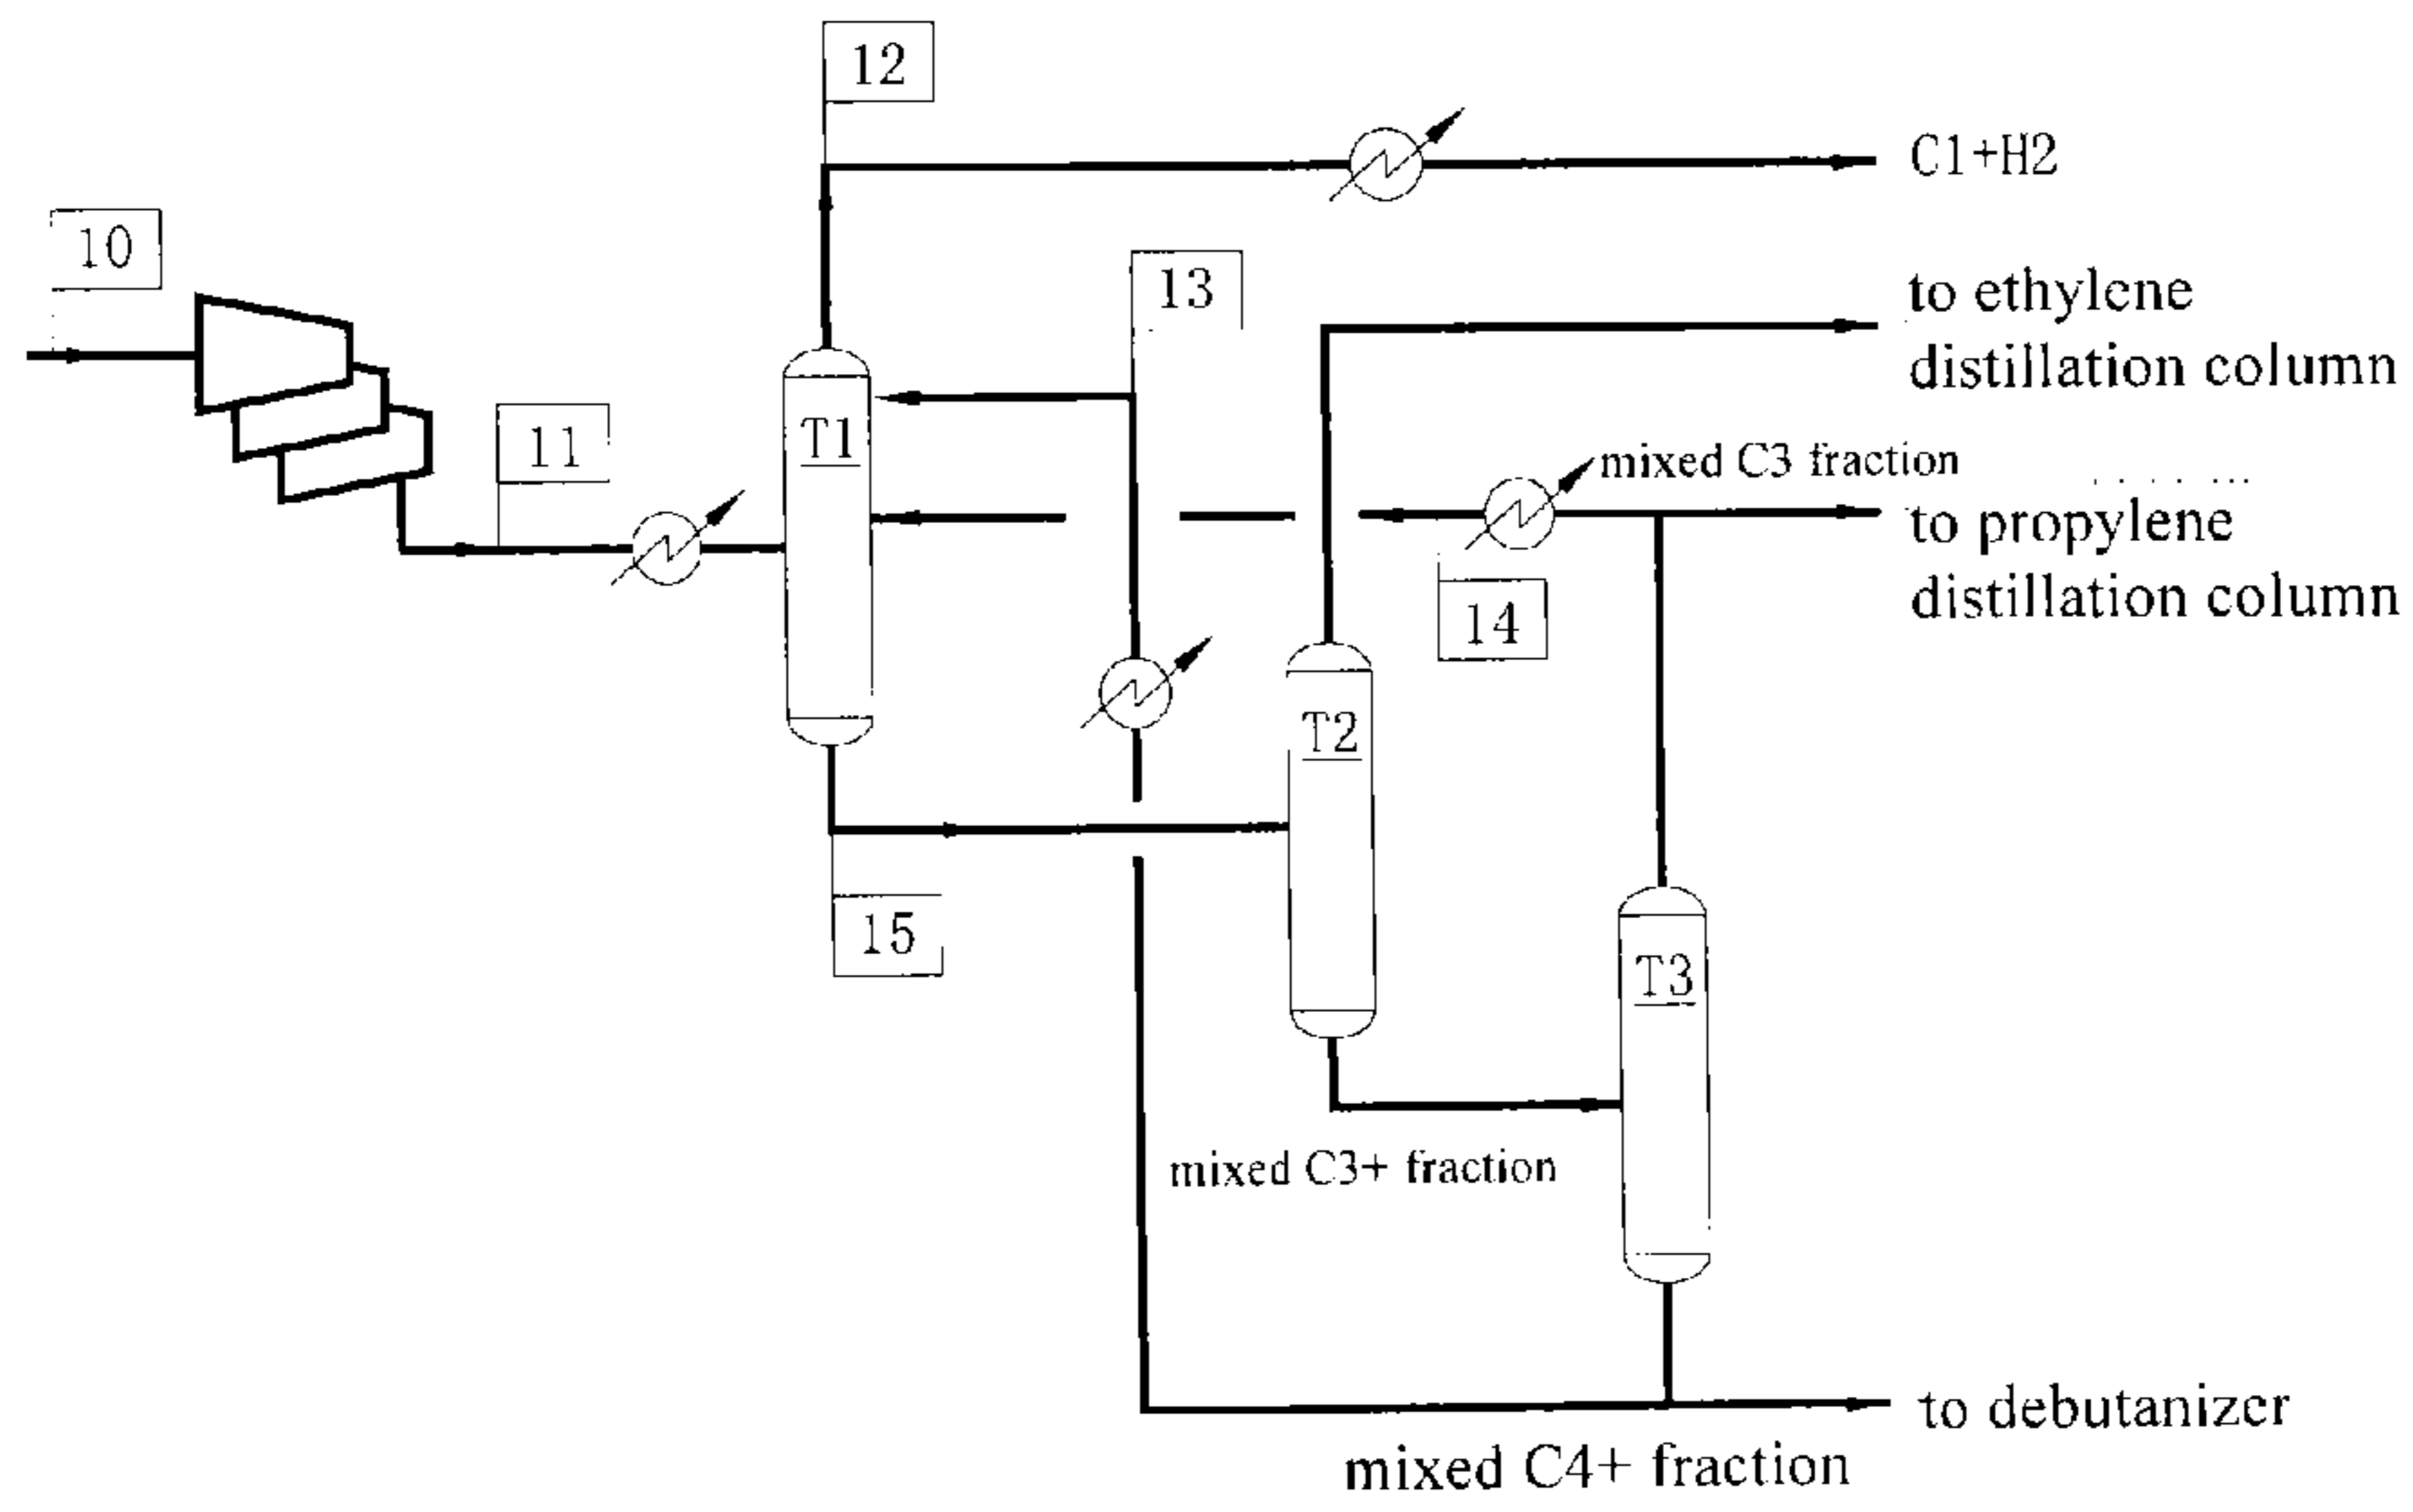 12
C1+H2
10
13
to ethylene
distillation column
T1
11
mixed C3 fraction
to propylene
distillation column
14
T2
15
T3
mixed C3+ fraction
to debutanizer
mixed C4+ fraction